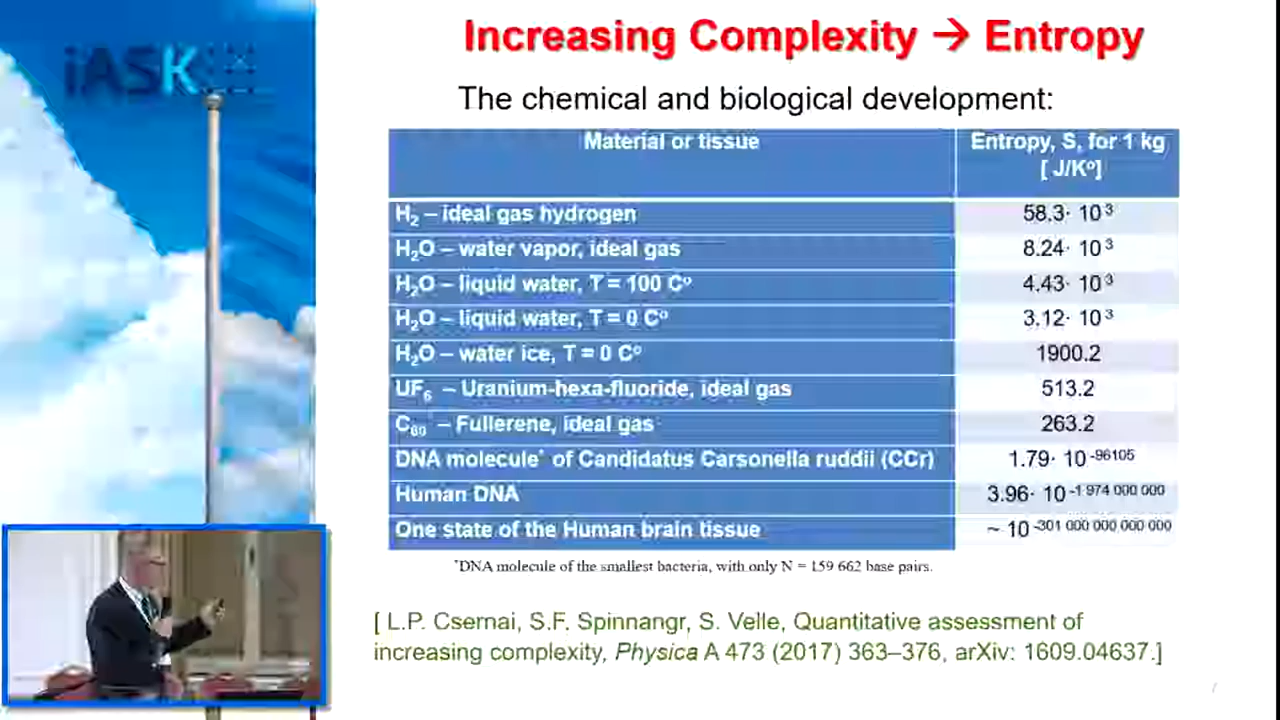 iASK
Increasing Complexity → Entropy
The chemical and biological development:
Material or tissue
Entropy, S, for 1 kg
[ J/Kº]
H₂ – ideal gas hydrogen
58.3· 10³
H₂O – water vapor, ideal gas
8.24· 10³
H₂O – liquid water, T = 100 Cº
4.43· 10³
H₂O – liquid water, T = 0 Cº
3.12· 10³
H₂O – water ice, T = 0 Cº
1900.2
UF₆ – Uranium-hexa-fluoride, ideal gas
513.2
C₆₀ – Fullerene, ideal gas
263.2
DNA molecule* of Candidatus Carsonella ruddii (CCr)
1.79· 10⁻⁹⁶¹⁰⁵
Human DNA
3.96· 10⁻¹ ⁹⁷⁴ ⁰⁰⁰ ⁰⁰⁰
One state of the Human brain tissue
~ 10⁻³⁰¹ ⁰⁰⁰ ⁰⁰⁰ ⁰⁰⁰ ⁰⁰⁰
*DNA molecule of the smallest bacteria, with only N = 159 662 base pairs.
[ L.P. Csernai, S.F. Spinnangr, S. Velle, Quantitative assessment of
increasing complexity, Physica A 473 (2017) 363–376, arXiv: 1609.04637.]
7